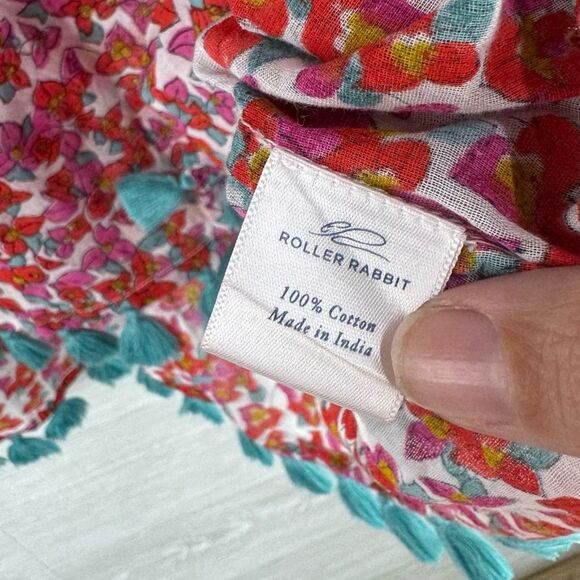 ROLLER RABBIT
100% Cotton
Made in India